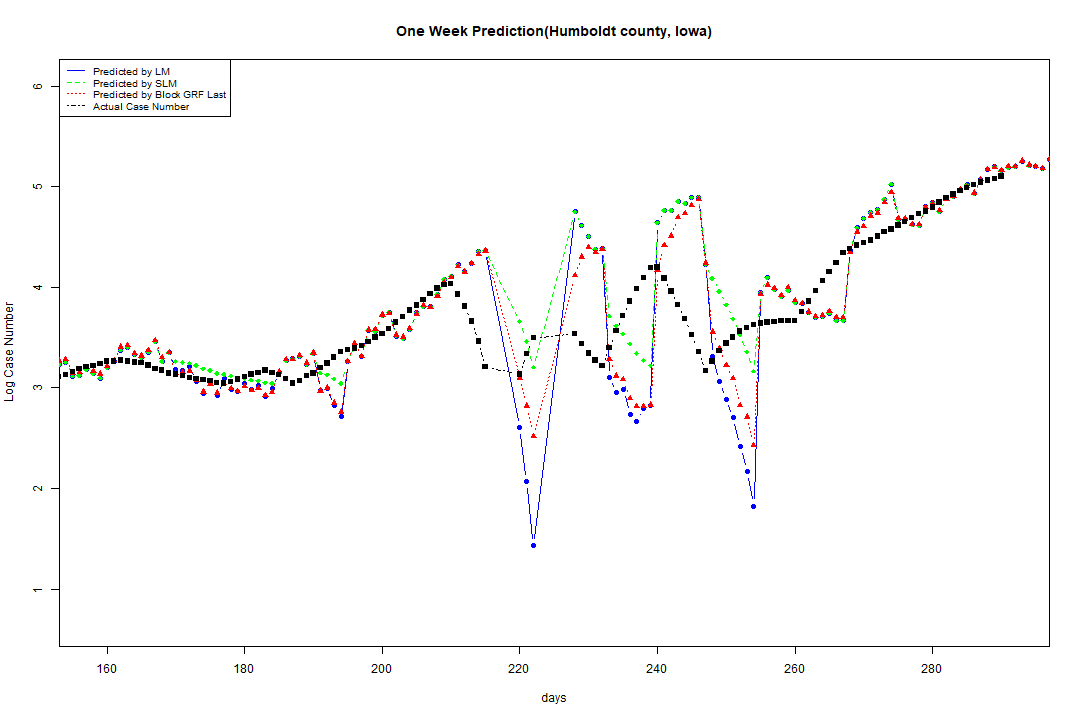 One Week Prediction(Humboldt county, Iowa)
Predicted by LM
Predicted by SLM
Predicted by Block GRF Last
Actual Case Number
6
5
4
3
2
1
Log Case Number
160 180 200 220 240 260 280
days